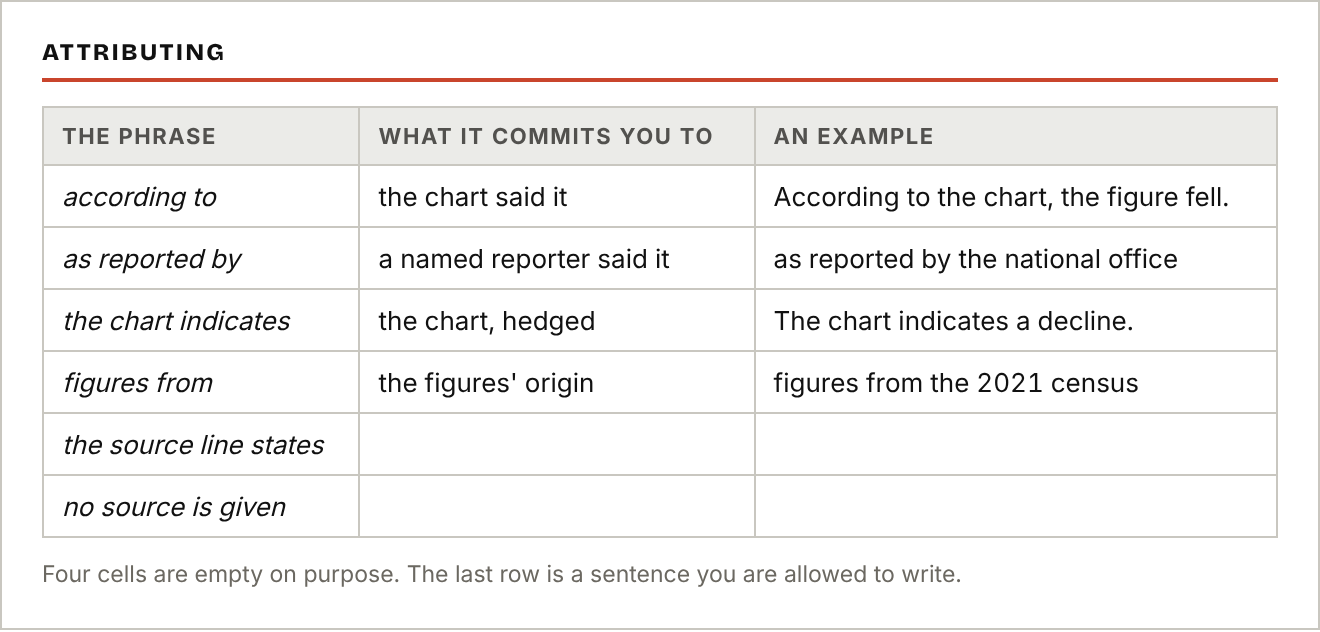 ATTRIBUTING
THE PHRASE WHAT IT COMMITS YOU TO AN EXAMPLE
according to the chart said it According to the chart, the figure fell.
as reported by a named reporter said it as reported by the national office
the chart indicates the chart, hedged The chart indicates a decline.
figures from the figures' origin figures from the 2021 census
the source line states
no source is given
Four cells are empty on purpose. The last row is a sentence you are allowed to write.